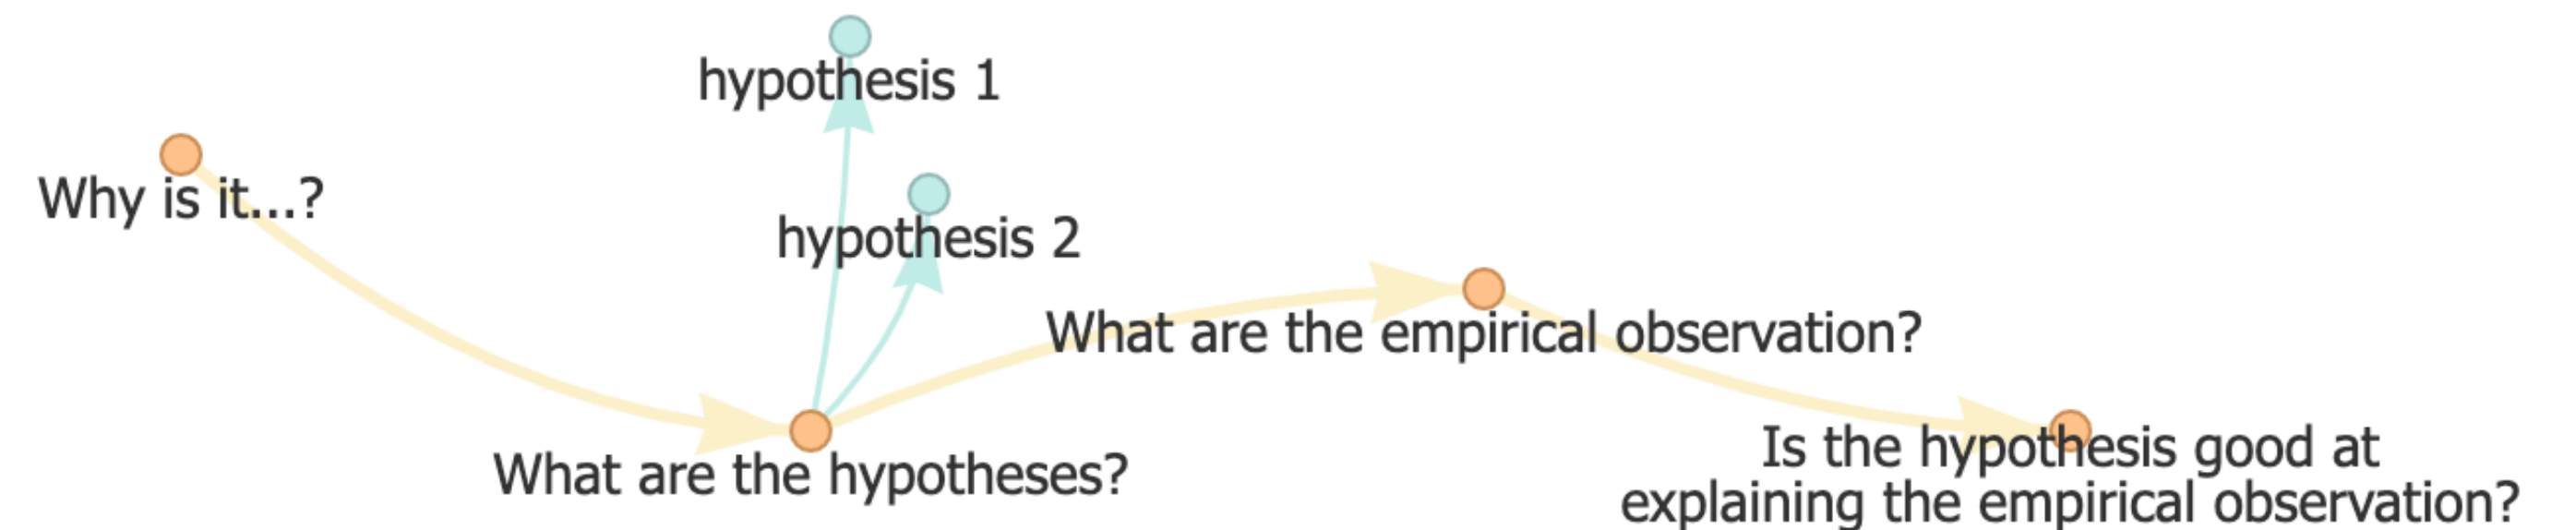 hypothesis 1
Why is it...?
hypothesis 2
What are the empirical observation?
What are the hypotheses?
Is the hypothesis good at
explaining the empirical observation?